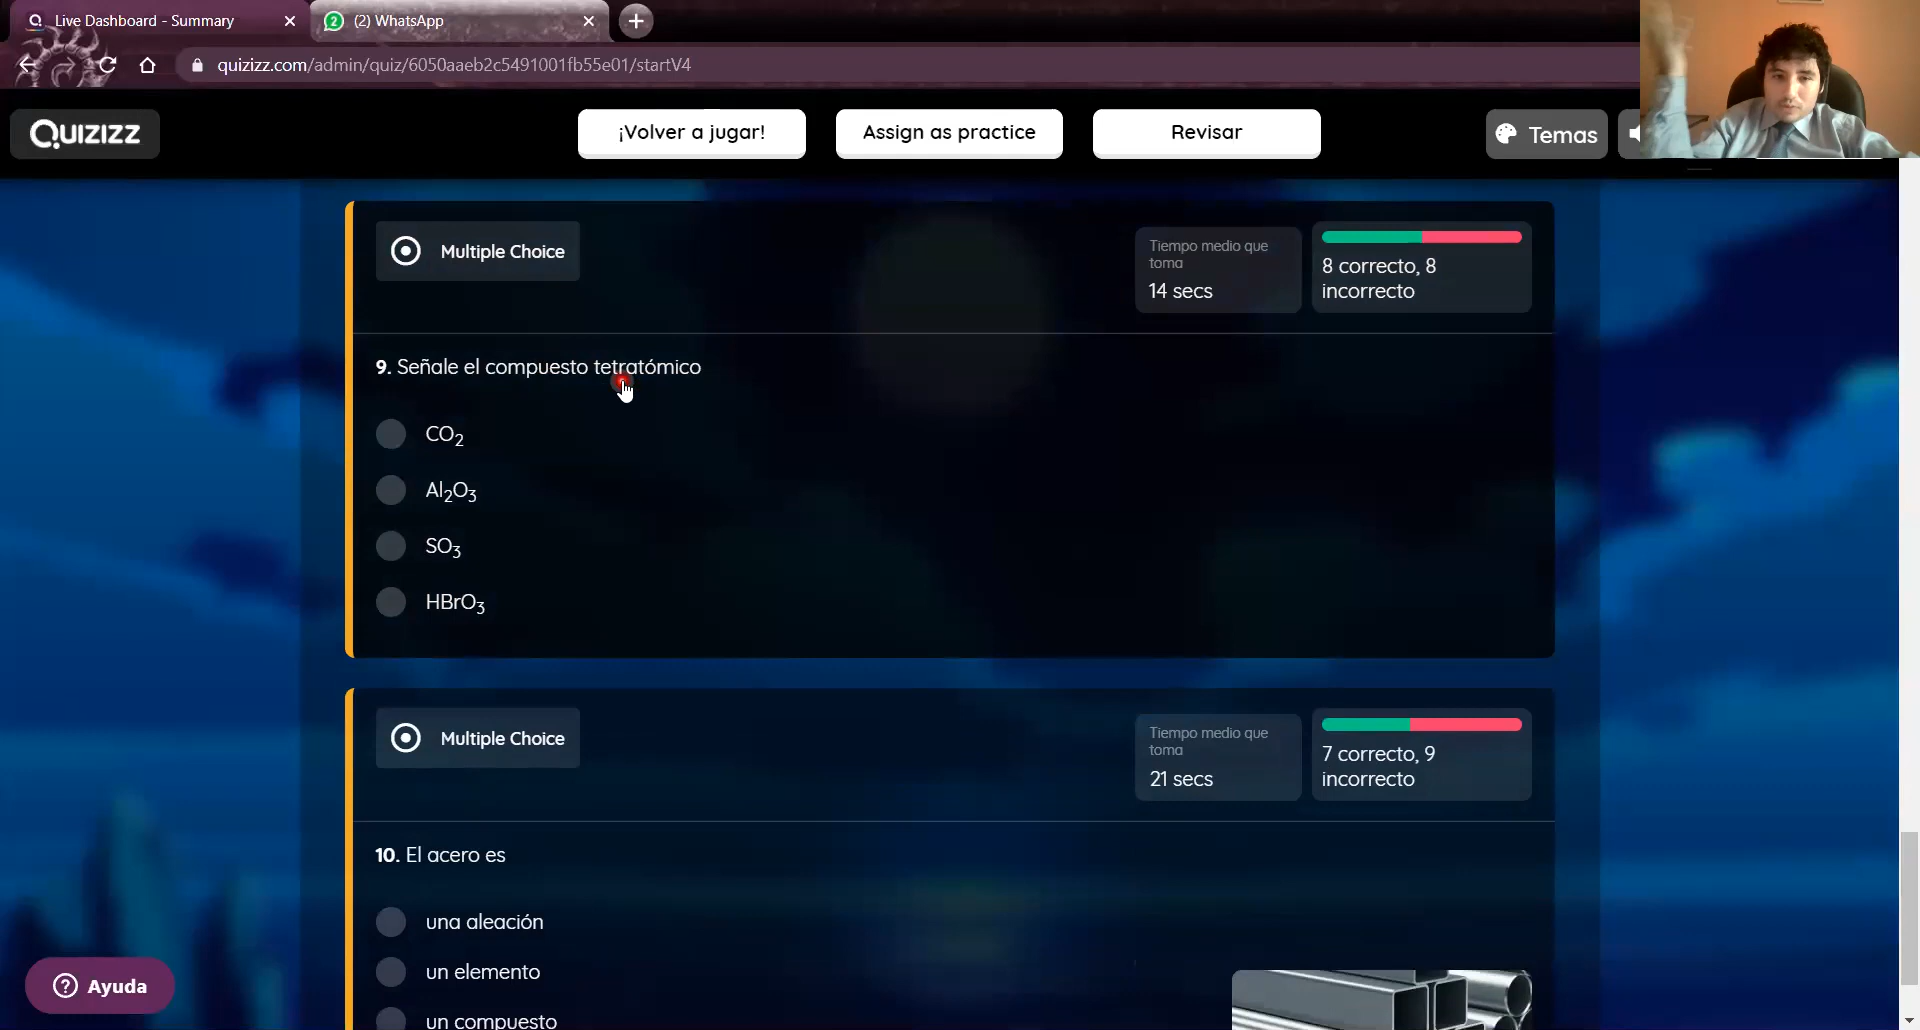 Live Dashboard - Summary
(2) WhatsApp
quizizz.com/admin/quiz/6050aaeb2c5491001fb55e01/startV4
QUIZIZZ
¡Volver a jugar!
Assign as practice
Revisar
Temas
Multiple Choice
Tiempo medio que
toma
14 secs
8 correcto, 8
incorrecto
9. Señale el compuesto tetratómico
CO₂
Al₂O₃
SO₃
HBrO₃
Multiple Choice
Tiempo medio que
toma
21 secs
7 correcto, 9
incorrecto
10. El acero es
una aleación
un elemento
un compuesto
Ayuda